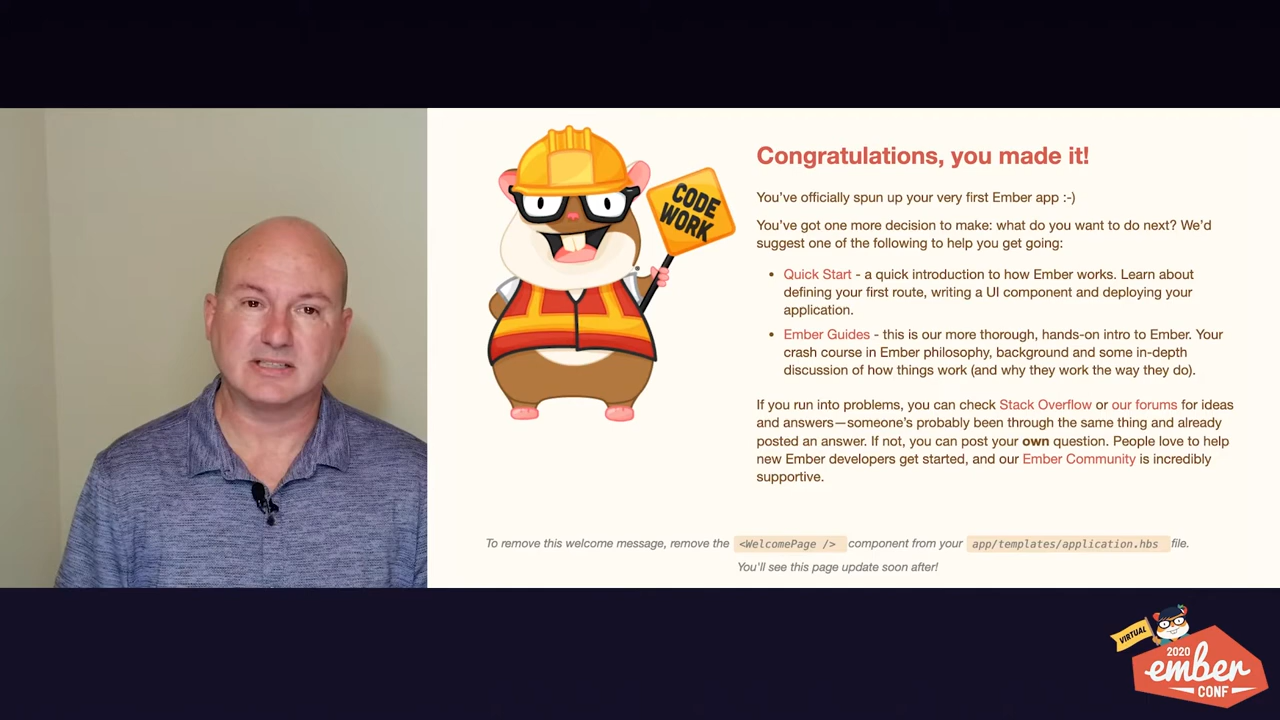 CODE
WORK
Congratulations, you made it!
You've officially spun up your very first Ember app :-)
You've got one more decision to make: what do you want to do next? We'd
suggest one of the following to help you get going:
• Quick Start - a quick introduction to how Ember works. Learn about
defining your first route, writing a UI component and deploying your
application.
• Ember Guides - this is our more thorough, hands-on intro to Ember. Your
crash course in Ember philosophy, background and some in-depth
discussion of how things work (and why they work the way they do).
If you run into problems, you can check Stack Overflow or our forums for ideas
and answers—someone's probably been through the same thing and already
posted an answer. If not, you can post your own question. People love to help
new Ember developers get started, and our Ember Community is incredibly
supportive.
To remove this welcome message, remove the <WelcomePage /> component from your app/templates/application.hbs file.
You'll see this page update soon after!
VIRTUAL
2020
ember
CONF